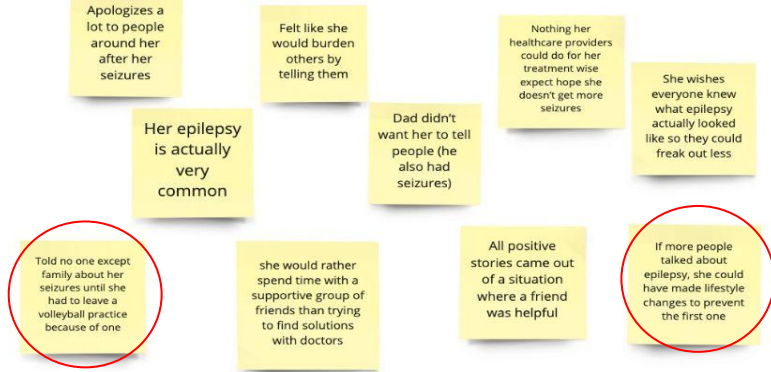 Apologizes a
lot to people
around her
after her
seizures
Felt like she
would burden
others by
telling them
Nothing her
healthcare providers
could do for her
treatment wise
expect hope she
doesn't get more
seizures
She wishes
everyone knew
what epilepsy
actually looked
like so they could
freak out less
Her epilepsy
is actually
very
common
Dad didn't
want her to tell
people (he
also had
seizures)
Told no one except
family about her
seizures until she
had to leave a
volleyball practice
because of one
she would rather
spend time with a
supportive group of
friends than trying
to find solutions
with doctors
All positive
stories came out
of a situation
where a friend
was helpful
If more people
talked about
epilepsy, she could
have made lifestyle
changes to prevent
the first one